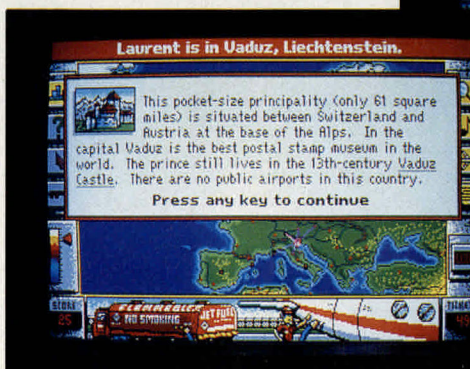 Laurent is in Vaduz, Liechtenstein.
This pocket-size principality (only 61 square
miles) is situated between Switzerland and
Austria at the base of the Alps. In the
capital Vaduz is the best postal stamp museum in the
world. The prince still lives in the 13th-century Vaduz
Castle. There are no public airports in this country.
Press any key to continue
SCORE
25
NO SMOKING
JET FUEL